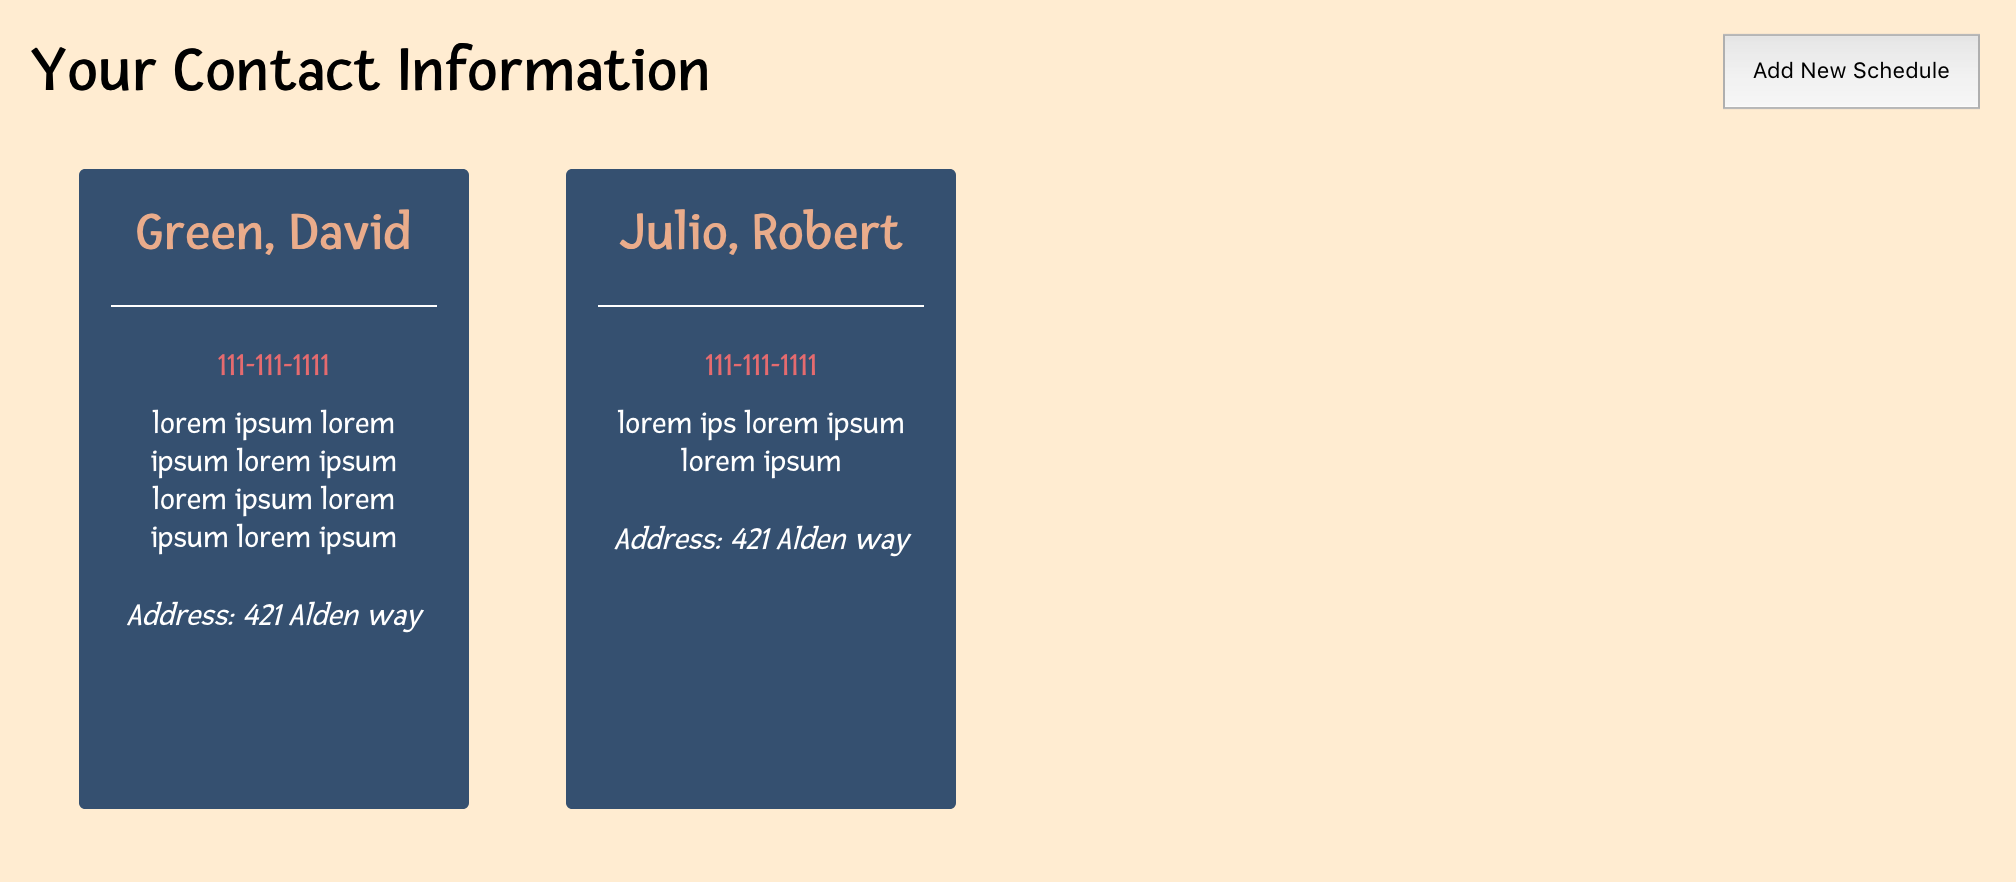 Your Contact Information
Add New Schedule
Green, David
111-111-1111
lorem ipsum lorem
ipsum lorem ipsum
lorem ipsum lorem
ipsum lorem ipsum
Address: 421 Alden way
Julio, Robert
111-111-1111
lorem ips lorem ipsum
lorem ipsum
Address: 421 Alden way